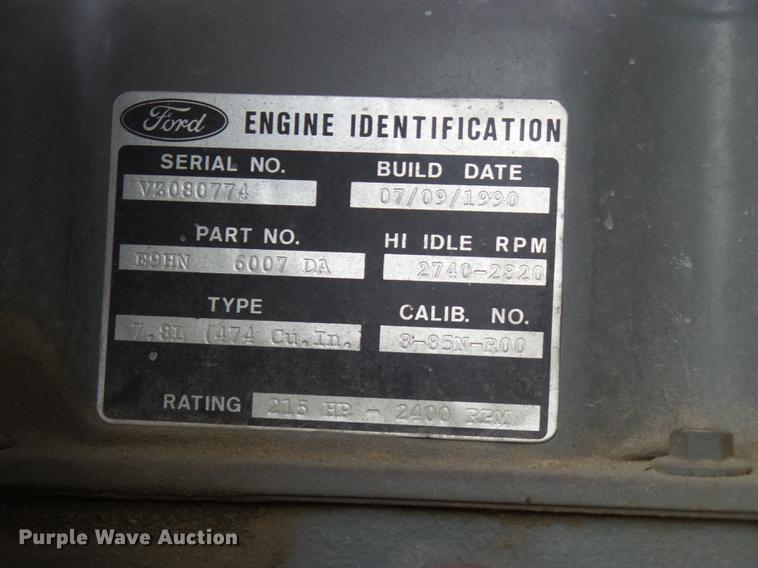 Ford ENGINE IDENTIFICATION
SERIAL NO. BUILD DATE
VZ080774 07/09/1990
PART NO. HI IDLE RPM
E9HN 6007 DA 2740-2820
TYPE CALIB. NO.
7.8L (474 Cu.In. 8-85N-R00
RATING 215 HP - 2400 RPM
Purple Wave Auction